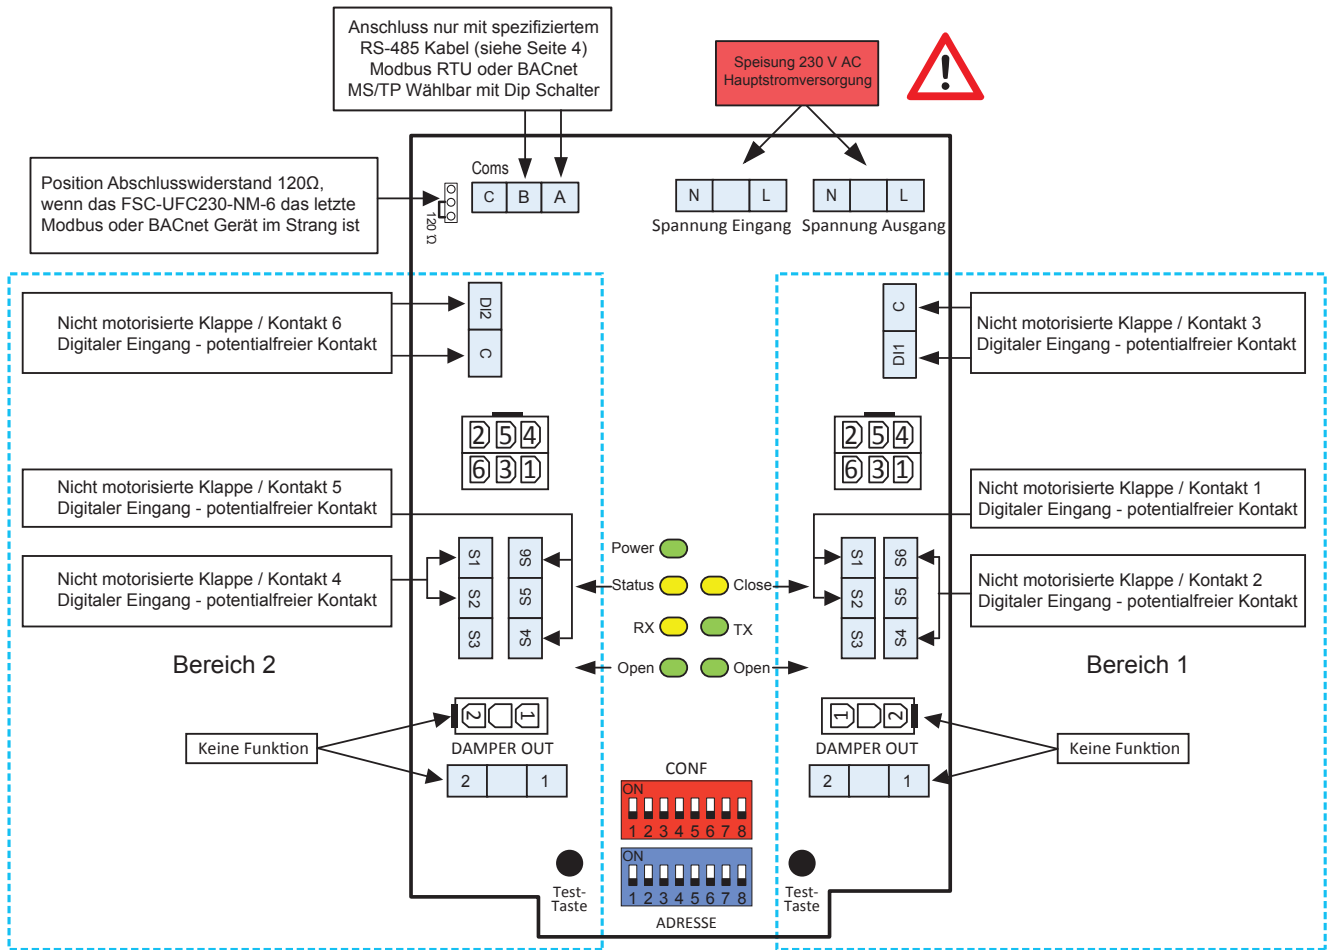 Anschluss nur mit spezifiziertem
RS-485 Kabel (siehe Seite 4)
Modbus RTU oder BACnet
MS/TP Wählbar mit Dip Schalter
Speisung 230 V AC
Hauptstromversorgung
Position Abschlusswiderstand 120Ω,
wenn das FSC-UFC230-NM-6 das letzte
Modbus oder BACnet Gerät im Strang ist
120 Ω
Coms
C B A
N L
Spannung Eingang
N L
Spannung Ausgang
Nicht motorisierte Klappe / Kontakt 6
Digitaler Eingang - potentialfreier Kontakt
DI2
C
C
DI1
Nicht motorisierte Klappe / Kontakt 3
Digitaler Eingang - potentialfreier Kontakt
2 5 4
6 3 1
2 5 4
6 3 1
Nicht motorisierte Klappe / Kontakt 5
Digitaler Eingang - potentialfreier Kontakt
Nicht motorisierte Klappe / Kontakt 1
Digitaler Eingang - potentialfreier Kontakt
Nicht motorisierte Klappe / Kontakt 4
Digitaler Eingang - potentialfreier Kontakt
Nicht motorisierte Klappe / Kontakt 2
Digitaler Eingang - potentialfreier Kontakt
S1 S6
S2 S5
S3 S4
Power
Status Close
RX TX
Open Open
S1 S6
S2 S5
S3 S4
Bereich 2
Bereich 1
2 1
DAMPER OUT
2 1
Keine Funktion
1 2
DAMPER OUT
2 1
Keine Funktion
CONF
ON
1 2 3 4 5 6 7 8
ON
1 2 3 4 5 6 7 8
ADRESSE
Test-
Taste
Test-
Taste